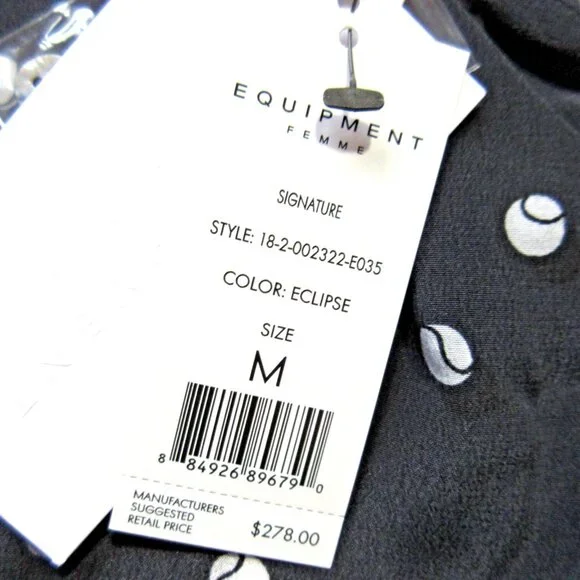 EQUIPMENT
FEMME
SIGNATURE
STYLE: 18-2-002322-E035
COLOR: ECLIPSE
SIZE
M
8 84926 89679 0
MANUFACTURERS
SUGGESTED
RETAIL PRICE
$278.00